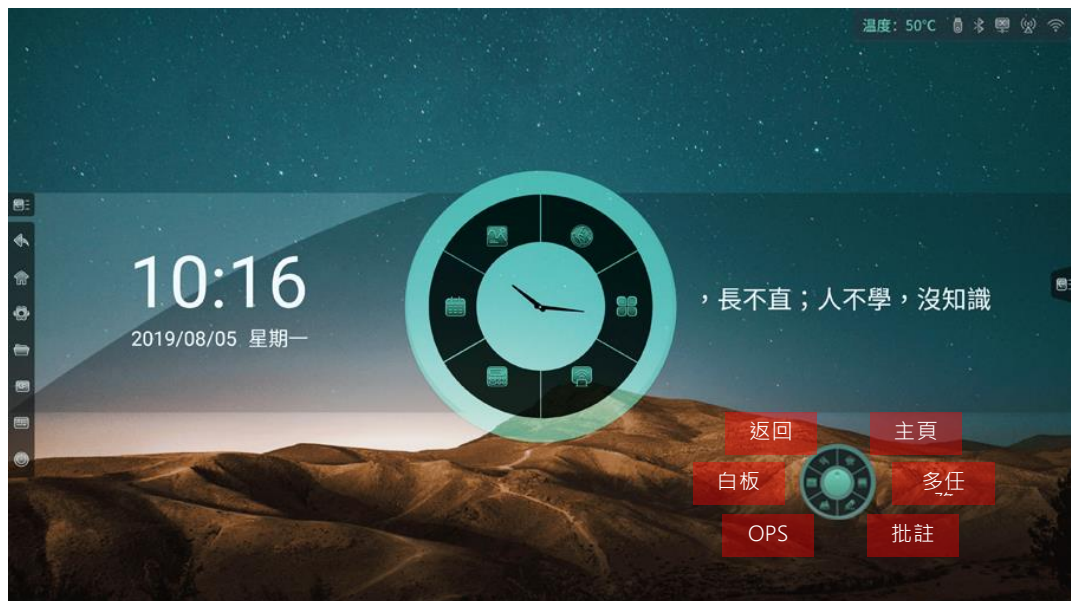 温度：50℃
10:16
2019/08/05 星期一
，長不直；人不學，沒知識
返回
主頁
白板
多任
OPS
批註